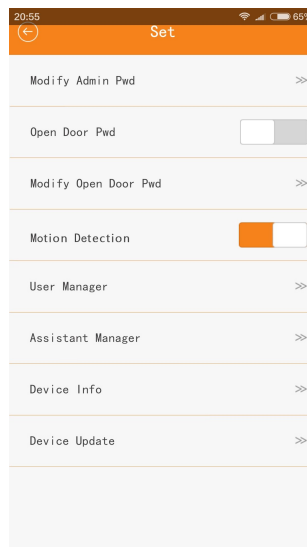 20:55 65%
Set
Modify Admin Pwd >>
Open Door Pwd
Modify Open Door Pwd >>
Motion Detection
User Manager >>
Assistant Manager >>
Device Info >>
Device Update >>